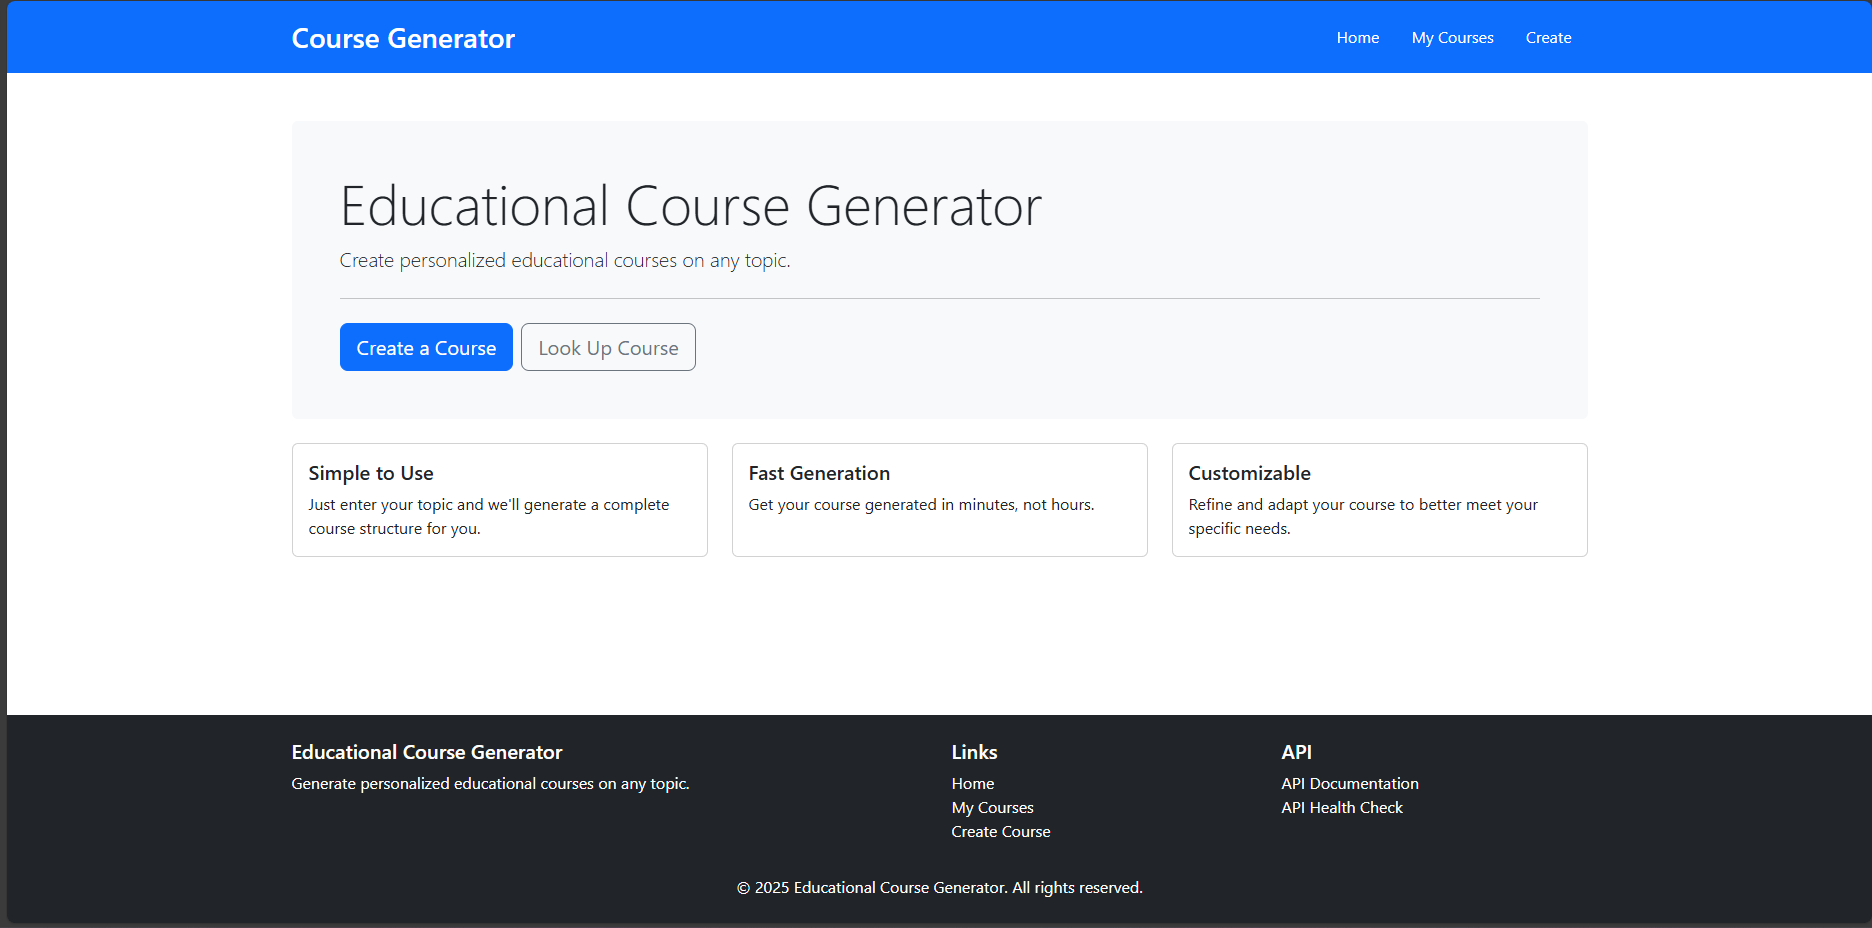 Course Generator
Home
My Courses
Create
Educational Course Generator
Create personalized educational courses on any topic.
Create a Course
Look Up Course
Simple to Use
Just enter your topic and we'll generate a complete
course structure for you.
Fast Generation
Get your course generated in minutes, not hours.
Customizable
Refine and adapt your course to better meet your
specific needs.
Educational Course Generator
Generate personalized educational courses on any topic.
Links
Home
My Courses
Create Course
API
API Documentation
API Health Check
© 2025 Educational Course Generator. All rights reserved.